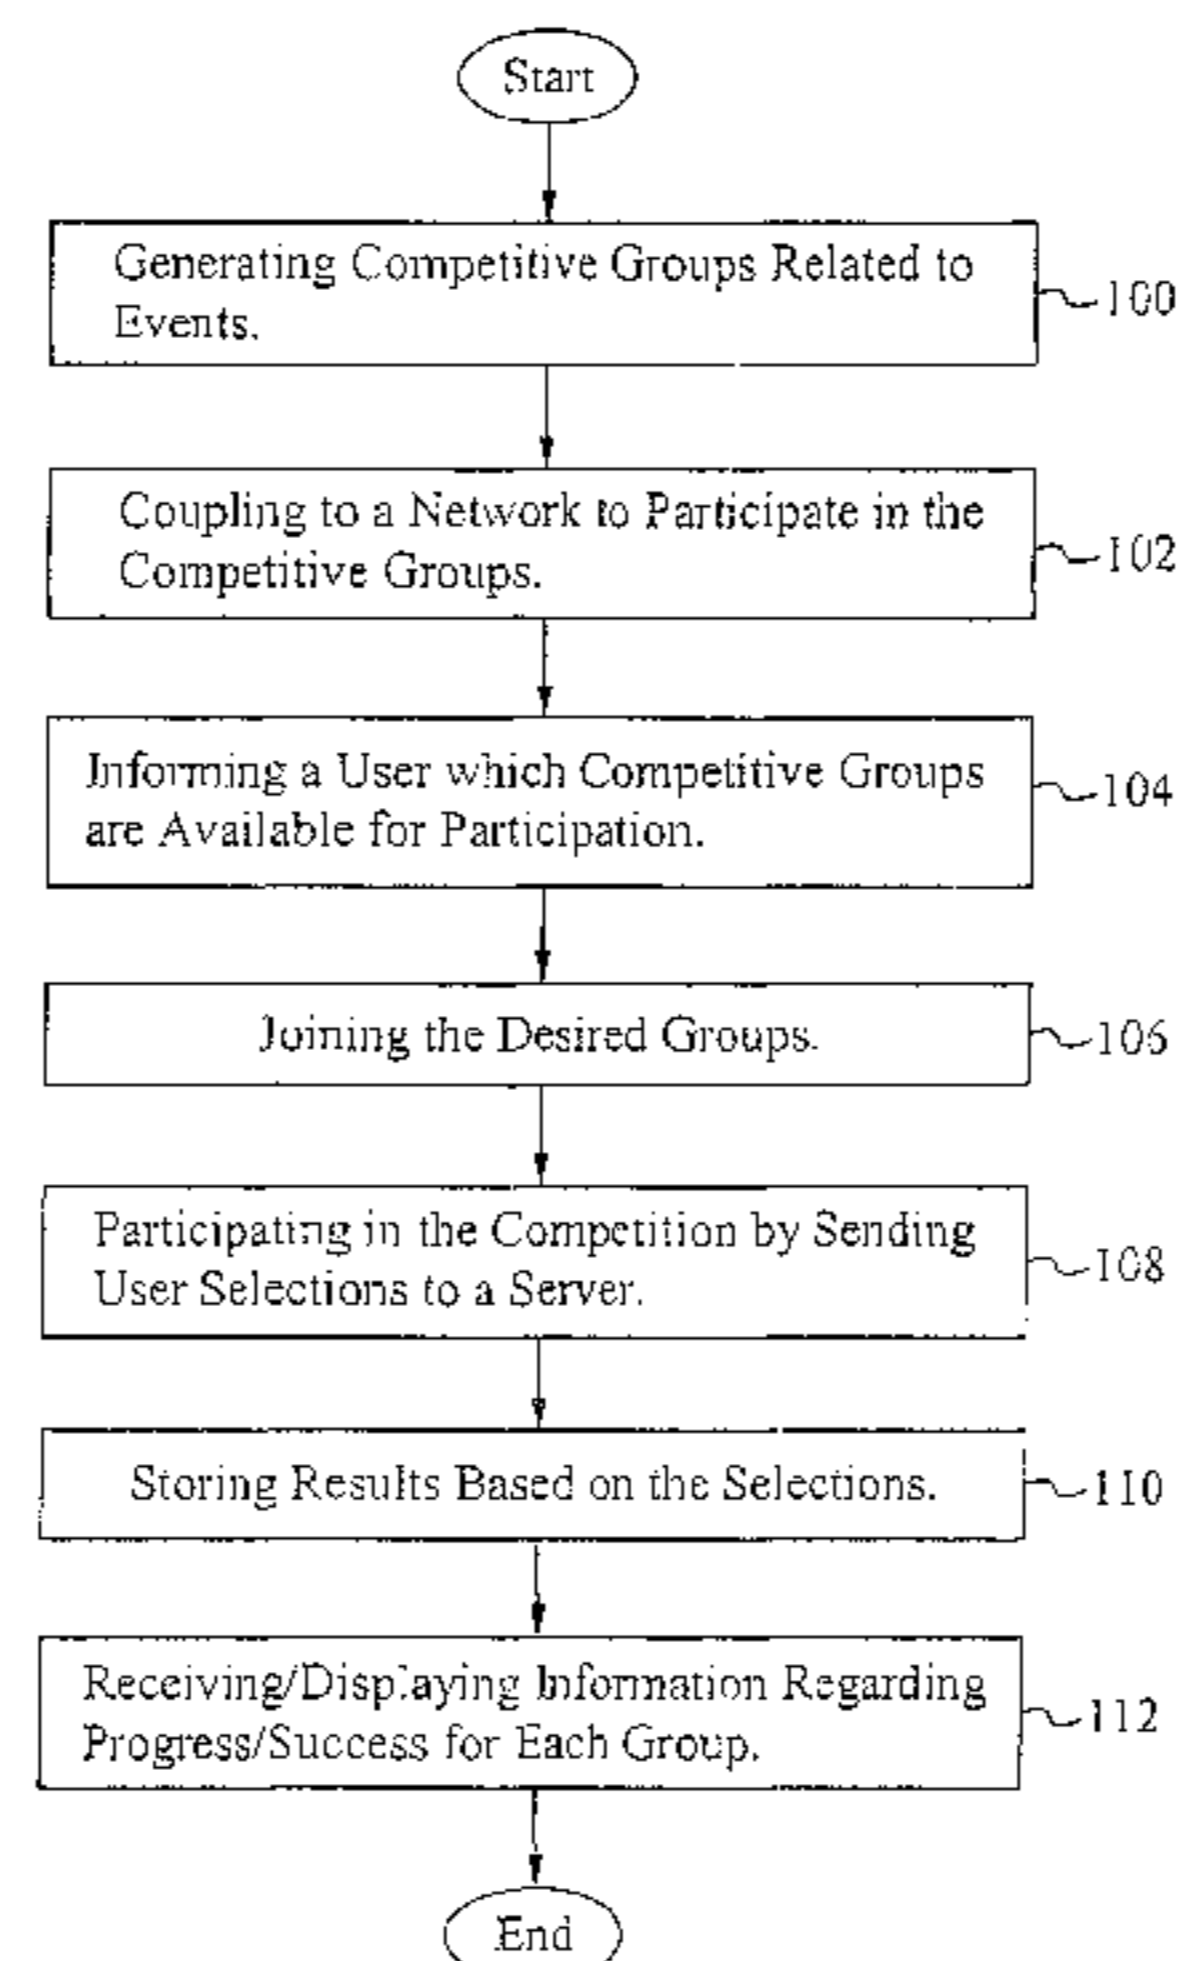 Start
Generating Competitive Groups Related to
Events.
100
Coupling to a Network to Participate in the
Competitive Groups.
102
Informing a User which Competitive Groups
are Available for Participation.
104
Joining the Desired Groups.
106
Participating in the Competition by Sending
User Selections to a Server.
108
Storing Results Based on the Selections.
110
Receiving/Displaying Information Regarding
Progress/Success for Each Group.
112
End